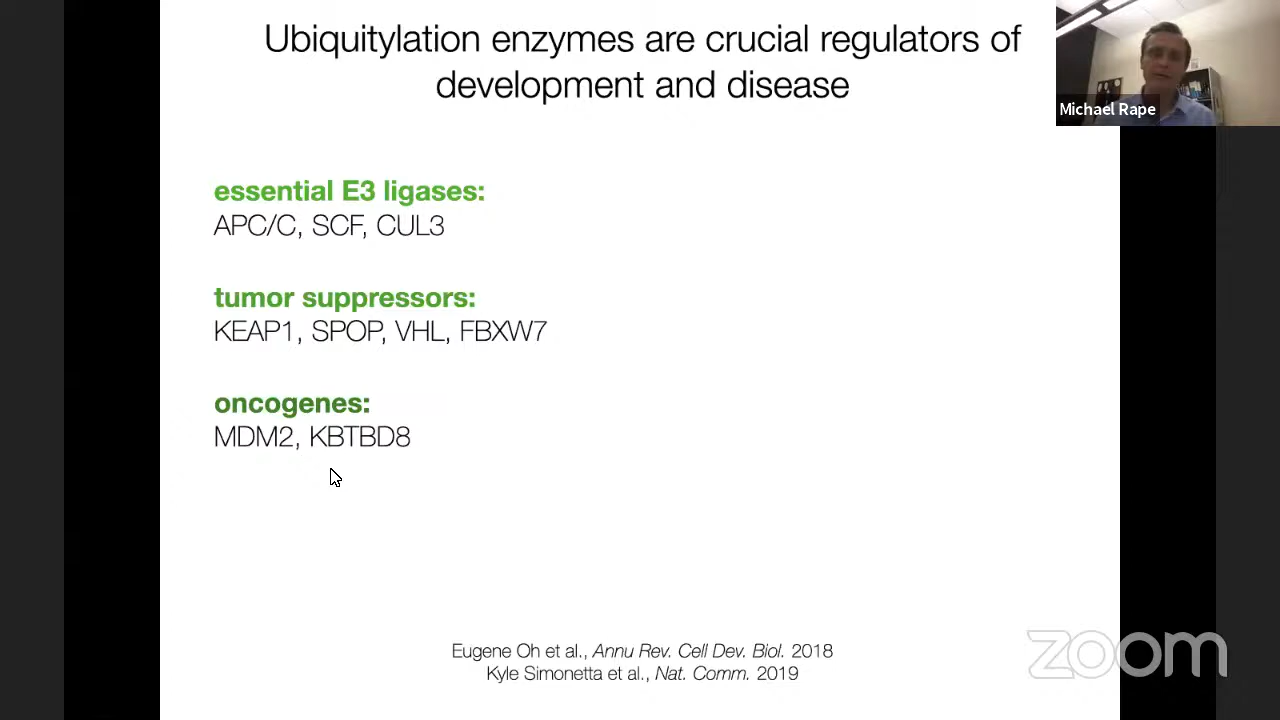 Ubiquitylation enzymes are crucial regulators of
development and disease
Michael Rape
essential E3 ligases:
APC/C, SCF, CUL3
tumor suppressors:
KEAP1, SPOP, VHL, FBXW7
oncogenes:
MDM2, KBTBD8
Eugene Oh et al., Annu Rev. Cell Dev. Biol. 2018
Kyle Simonetta et al., Nat. Comm. 2019
zoom